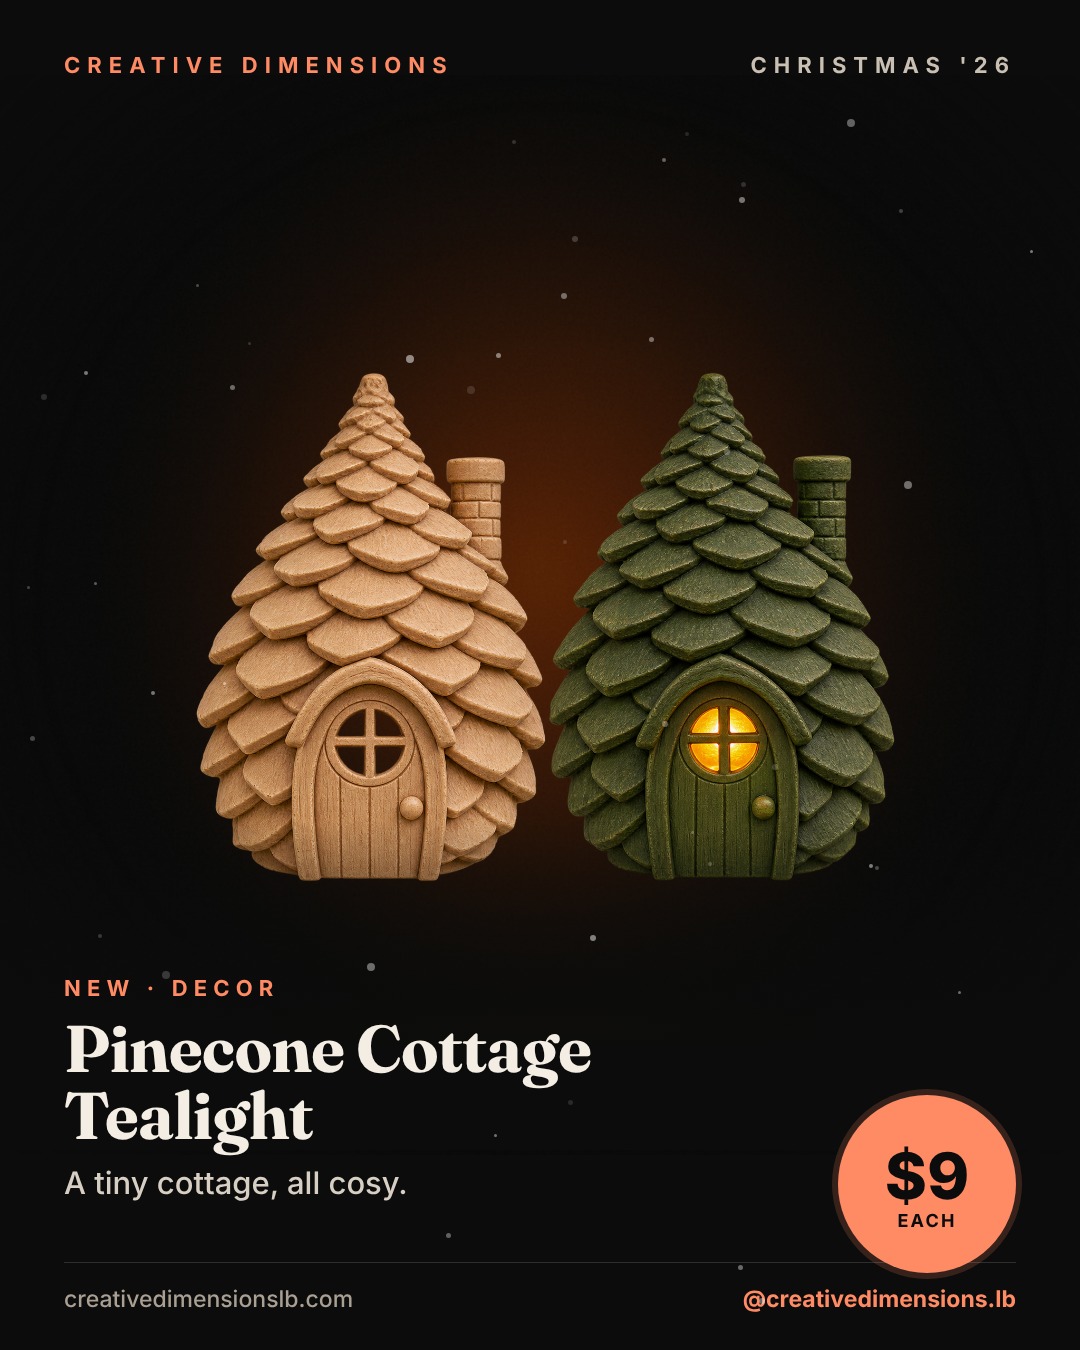 CREATIVE DIMENSIONS
CHRISTMAS '26
NEW · DECOR
Pinecone Cottage
Tealight
A tiny cottage, all cosy.
$9
EACH
creativedimensionslb.com
@creativedimensions.lb